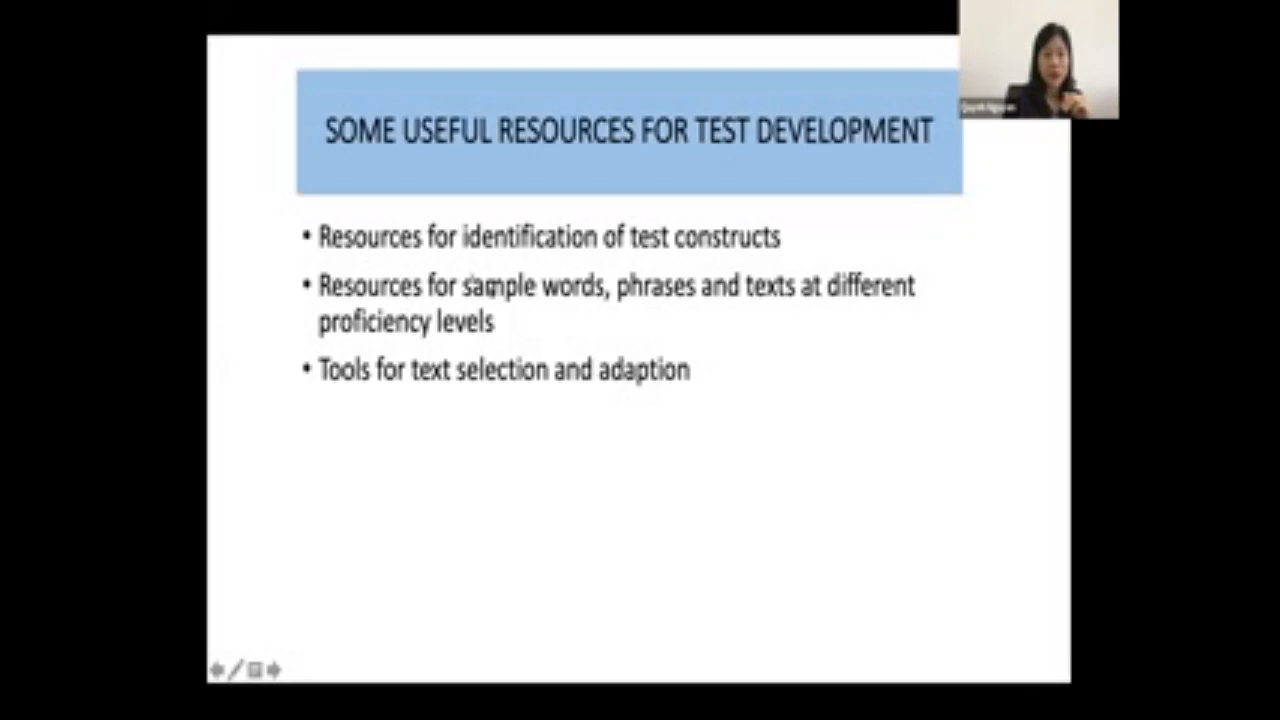 SOME USEFUL RESOURCES FOR TEST DEVELOPMENT
• Resources for identification of test constructs
• Resources for sample words, phrases and texts at different
proficiency levels
• Tools for text selection and adaption